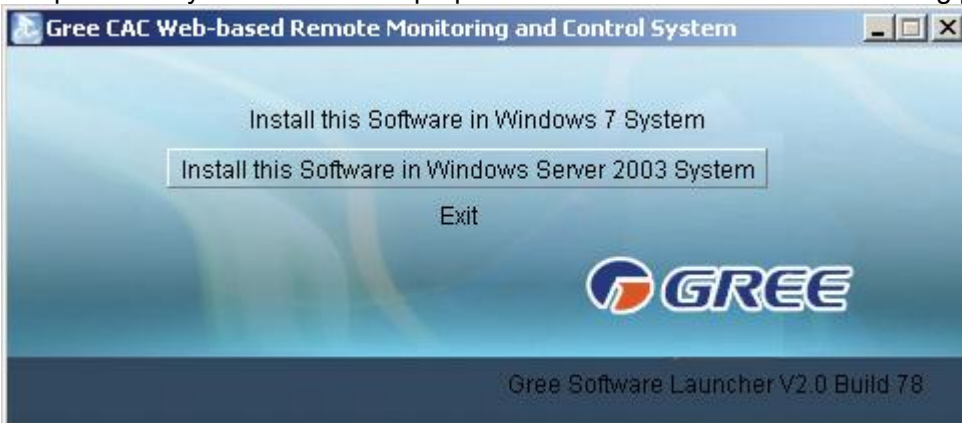 Gree CAC Web-based Remote Monitoring and Control System
Install this Software in Windows 7 System
Install this Software in Windows Server 2003 System
Exit
GREE
Gree Software Launcher V2.0 Build 78